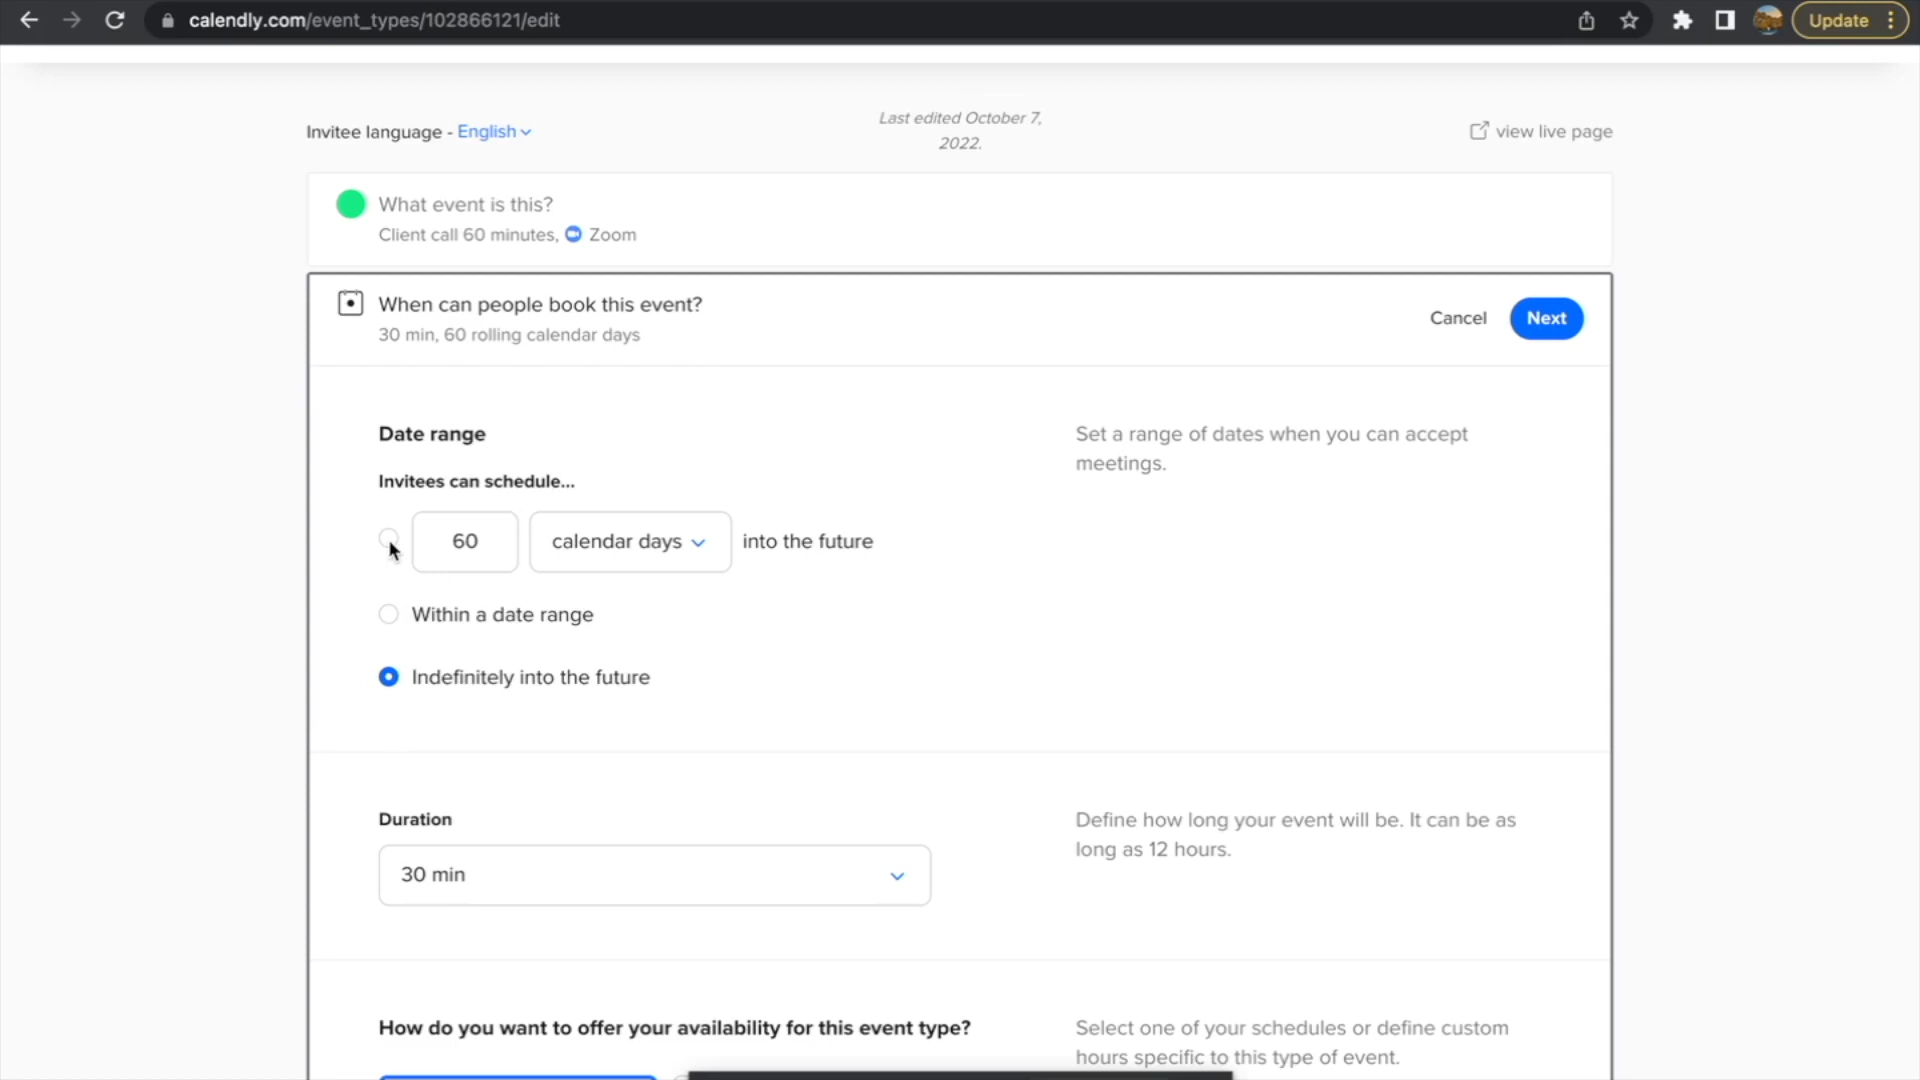 calendly.com/event_types/102866121/edit
Update
Invitee language - English
Last edited October 7,
2022.
view live page
What event is this?
Client call 60 minutes, Zoom
When can people book this event?
30 min, 60 rolling calendar days
Cancel
Next
Date range
Set a range of dates when you can accept
meetings.
Invitees can schedule...
60 calendar days into the future
Within a date range
Indefinitely into the future
Duration
Define how long your event will be. It can be as
long as 12 hours.
30 min
How do you want to offer your availability for this event type?
Select one of your schedules or define custom
hours specific to this type of event.